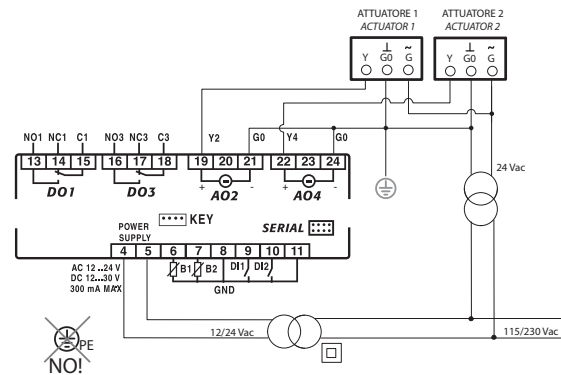 ATTUATORE 1
ACTUATOR 1
ATTUATORE 2
ACTUATOR 2
Y G0 ~ G
Y G0 ~ G
NO1 NC1 C1 NO3 NC3 C3 Y2 G0 Y4 G0
24 Vac
13 14 15 16 17 18 19 20 21 22 23 24
DO1 DO3 + AO2 - + AO4 -
KEY
SERIAL
POWER
SUPPLY
4 5 6 7 8 9 10 11
AC 12 ..24 V
DC 12...30 V
300 mA MAX
B1 B2 DI1 DI2
GND
12/24 Vac
115/230 Vac
PE
NO!